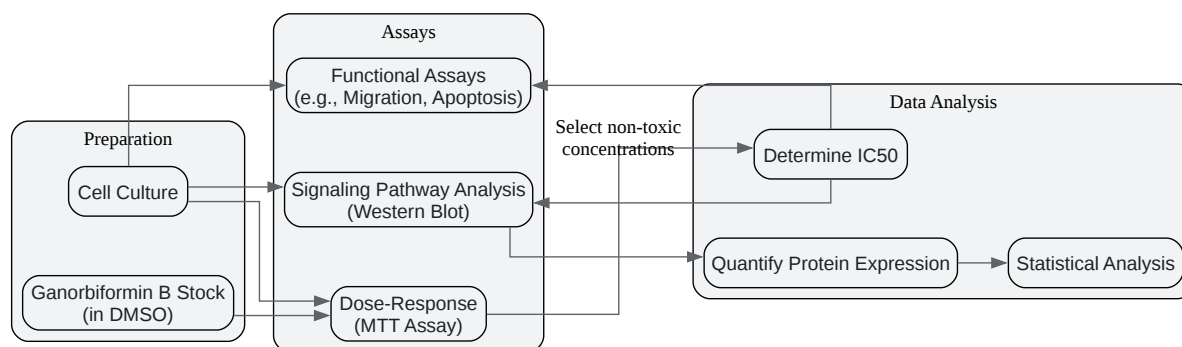 Assays
Functional Assays
(e.g., Migration, Apoptosis)
Data Analysis
Preparation
Select non-toxic
concentrations
Determine IC50
Cell Culture
Signaling Pathway Analysis
(Western Blot)
Quantify Protein Expression
Statistical Analysis
Ganorbiformin B Stock
(in DMSO)
Dose-Response
(MTT Assay)